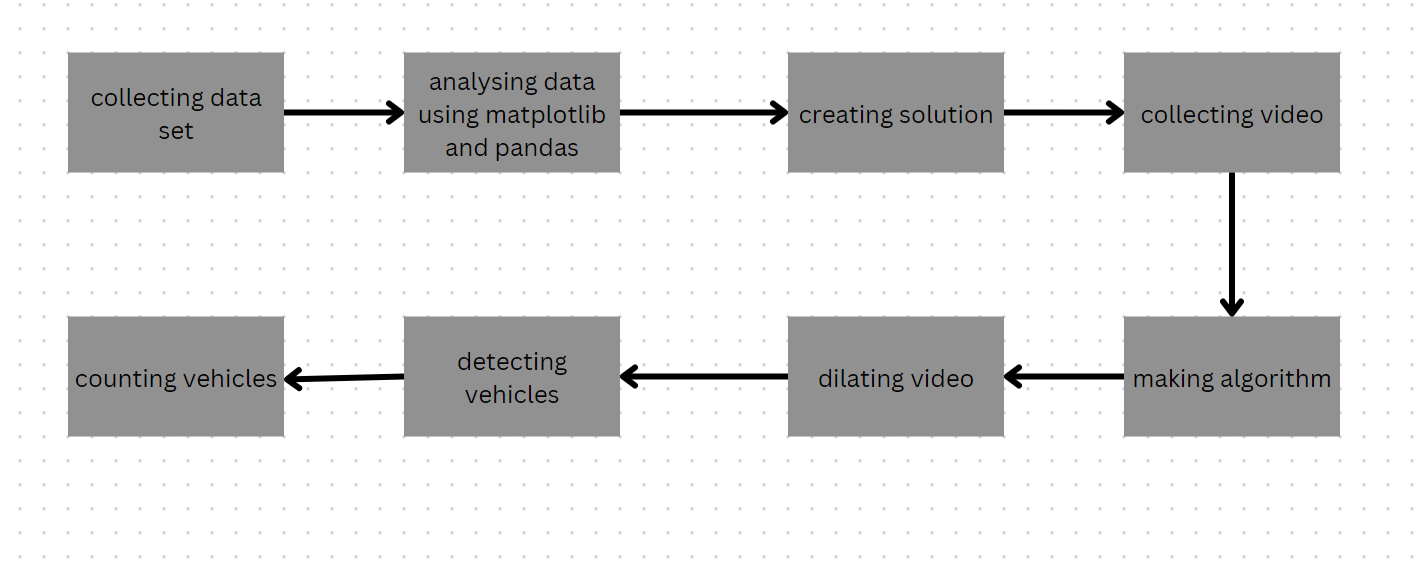 collecting data
set
analysing data
using matplotlib
and pandas
creating solution
collecting video
making algorithm
dilating video
detecting
vehicles
counting vehicles